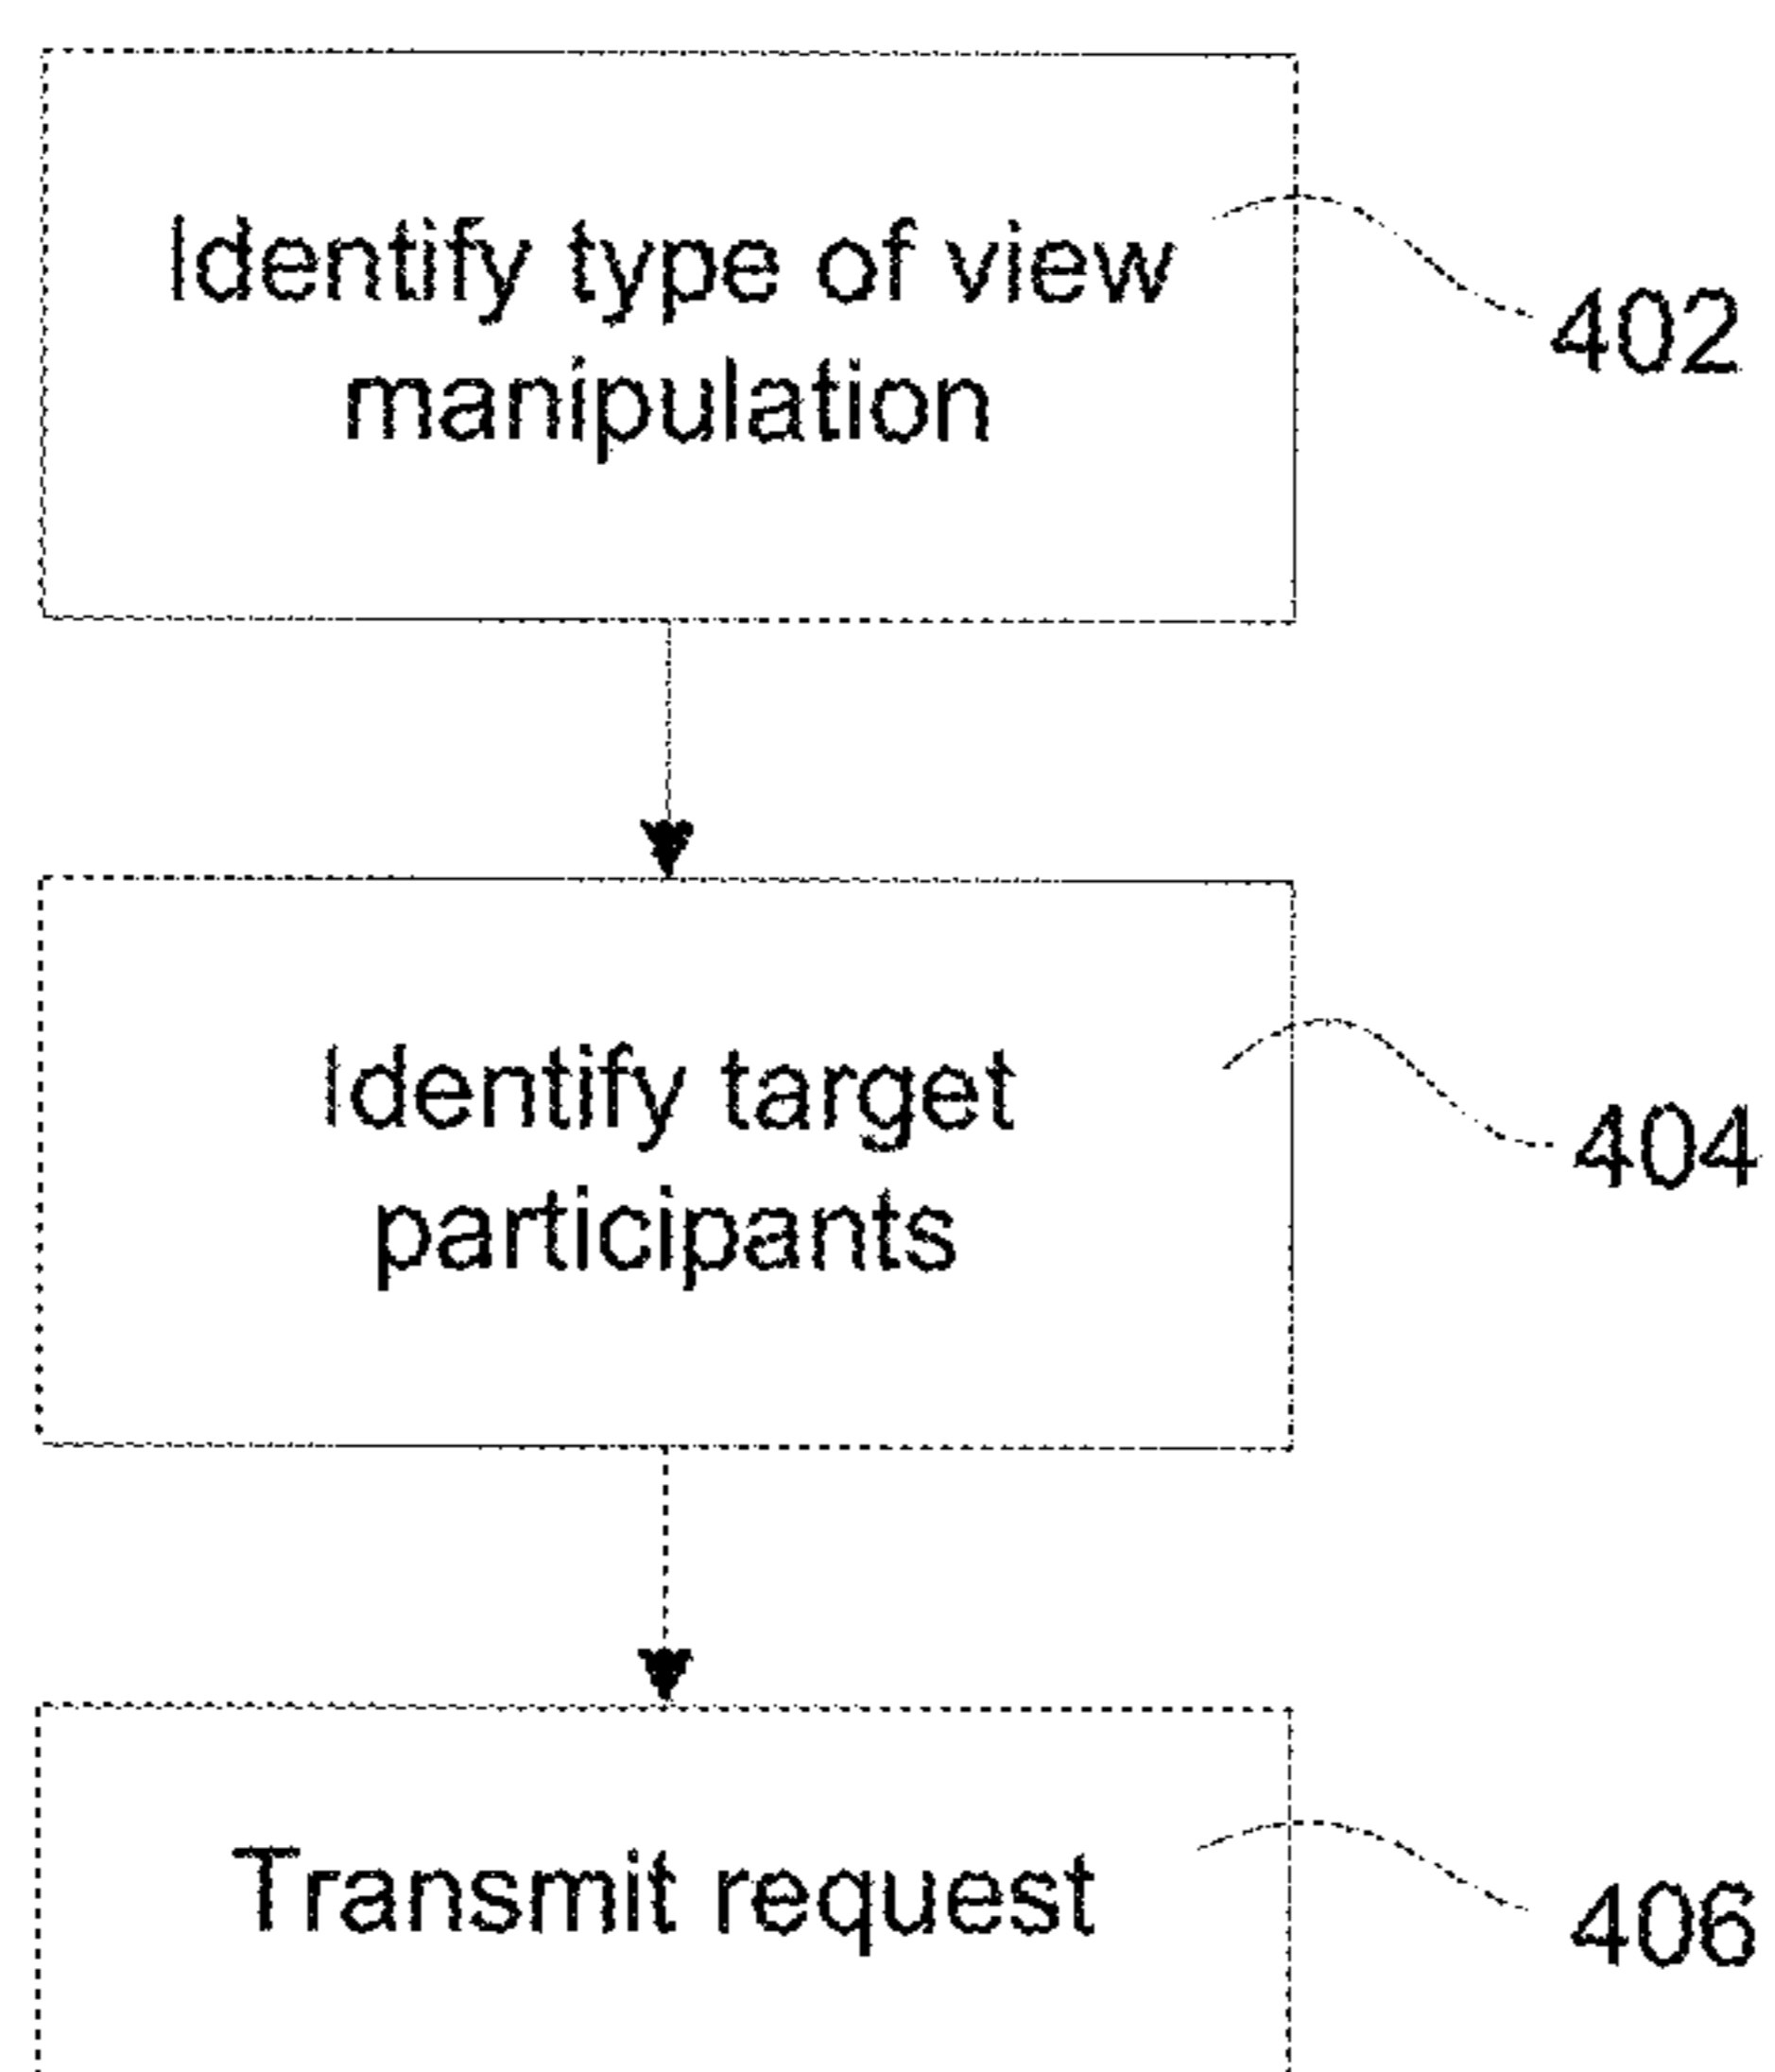 Identify type of view
manipulation
402
Identify target
participants
404
Transmit request
406